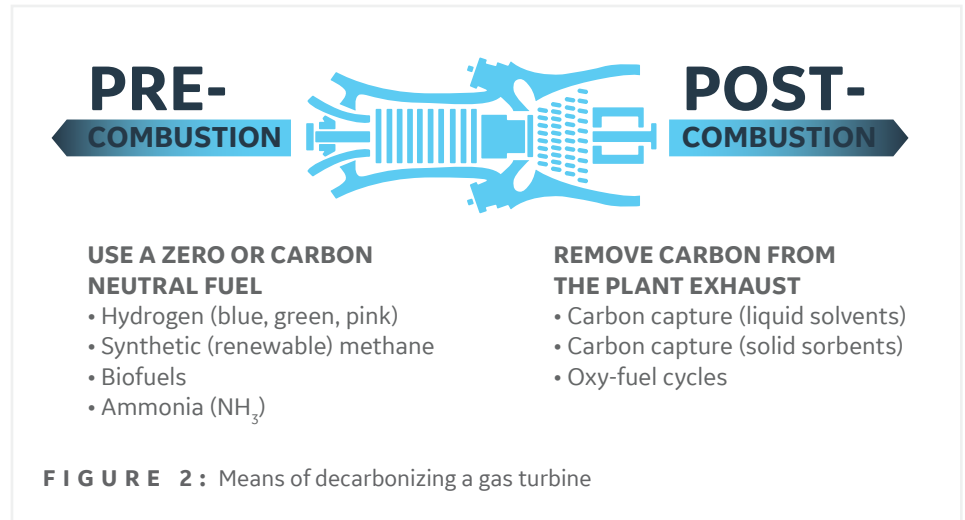 PRE-
COMBUSTION
POST-
COMBUSTION
USE A ZERO OR CARBON
NEUTRAL FUEL
• Hydrogen (blue, green, pink)
• Synthetic (renewable) methane
• Biofuels
• Ammonia (NH₃)
REMOVE CARBON FROM
THE PLANT EXHAUST
• Carbon capture (liquid solvents)
• Carbon capture (solid sorbents)
• Oxy-fuel cycles
FIGURE 2: Means of decarbonizing a gas turbine